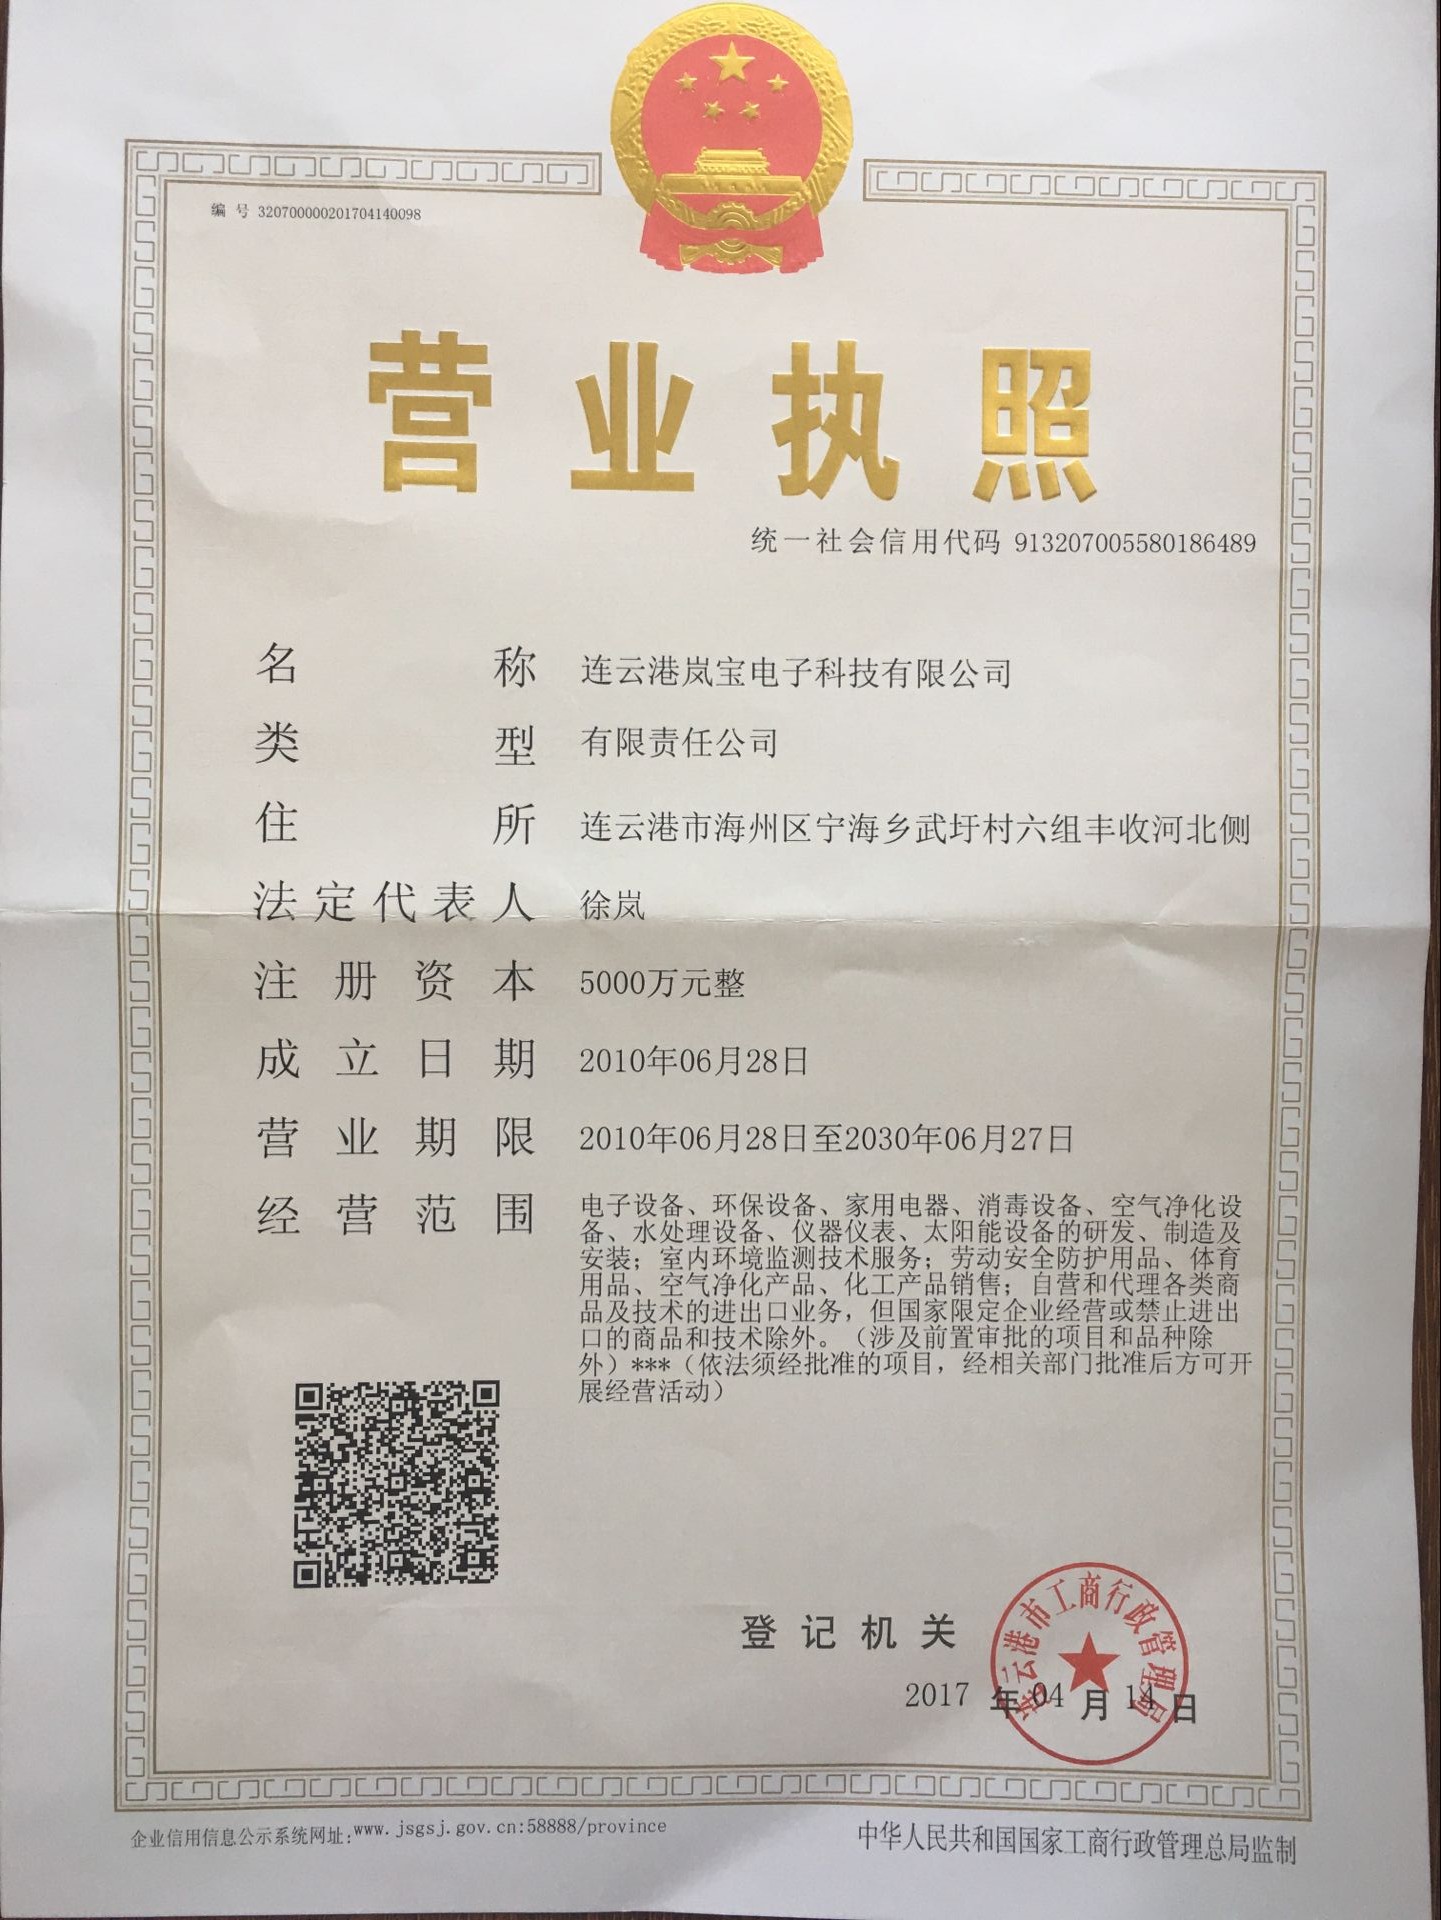 编 号 320700000201704140098
营业执照
统一社会信用代码 913207005580186489
名称 连云港岚宝电子科技有限公司
类型 有限责任公司
住所 连云港市海州区宁海乡武圩村六组丰收河北侧
法定代表人 徐岚
注册资本 5000万元整
成立日期 2010年06月28日
营业期限 2010年06月28日至2030年06月27日
经营范围 电子设备、环保设备、家用电器、消毒设备、空气净化设
备、水处理设备、仪器仪表、太阳能设备的研发、制造及
安装；室内环境监测技术服务；劳动安全防护用品、体育
用品、空气净化产品、化工产品销售；自营和代理各类商
品及技术的进出口业务，但国家限定企业经营或禁止进出
口的商品和技术除外。（涉及前置审批的项目和品种除
外）***（依法须经批准的项目，经相关部门批准后方可开
展经营活动）
登记机关
连云港市工商行政管理局
2017 年 04 月 14 日
企业信用信息公示系统网址:www.jsgsj.gov.cn:58888/province
中华人民共和国国家工商行政管理总局监制